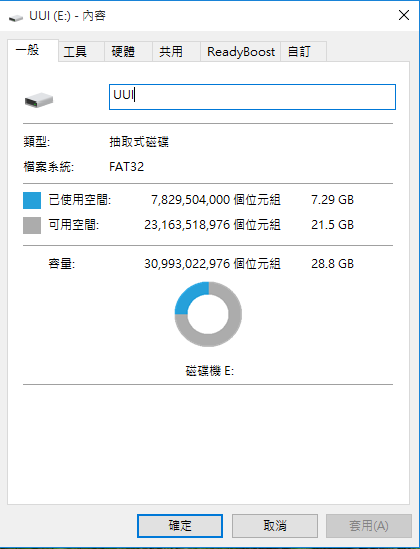 UUI (E:) - 內容
一般 工具 硬體 共用 ReadyBoost 自訂
UUI
類型: 抽取式磁碟
檔案系統: FAT32
已使用空間: 7,829,504,000 個位元組 7.29 GB
可用空間: 23,163,518,976 個位元組 21.5 GB
容量: 30,993,022,976 個位元組 28.8 GB
磁碟機 E:
確定 取消 套用(A)